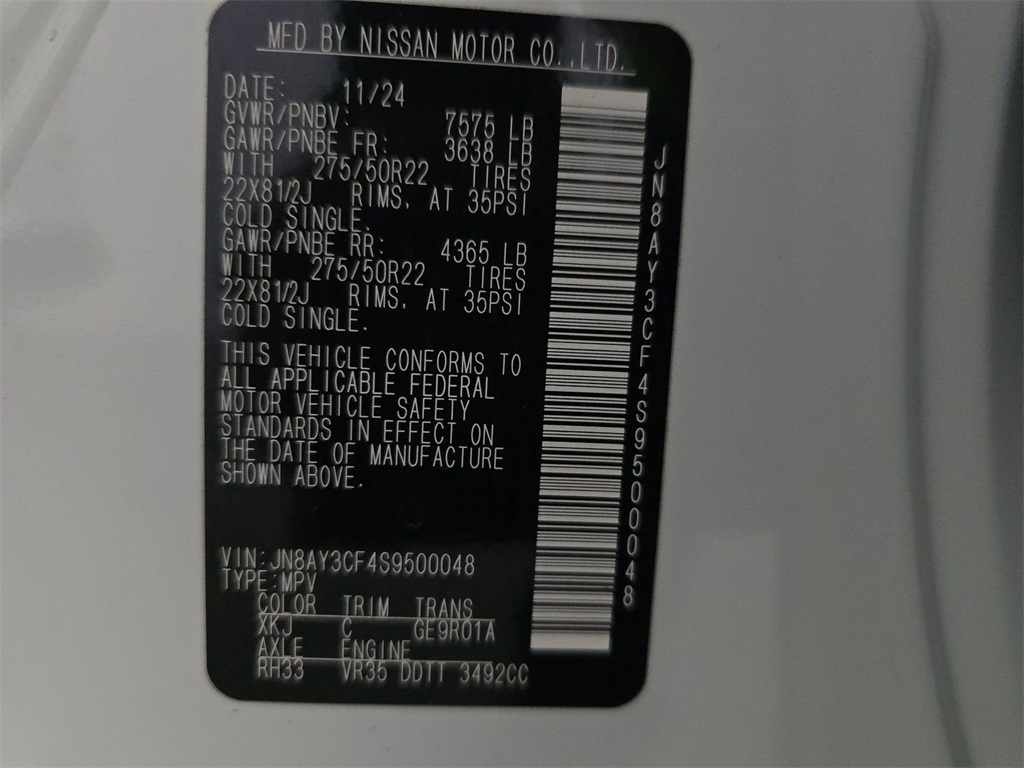 MFD BY NISSAN MOTOR CO.,LTD.
DATE: 11/24
GVWR/PNBV: 7575 LB
GAWR/PNBE FR: 3638 LB
WITH 275/50R22 TIRES
22X81/2J RIMS, AT 35PSI
COLD SINGLE.
GAWR/PNBE RR: 4365 LB
WITH 275/50R22 TIRES
22X81/2J RIMS, AT 35PSI
COLD SINGLE.
THIS VEHICLE CONFORMS TO
ALL APPLICABLE FEDERAL
MOTOR VEHICLE SAFETY
STANDARDS IN EFFECT ON
THE DATE OF MANUFACTURE
SHOWN ABOVE.
VIN:JN8AY3CF4S9500048
TYPE:MPV
COLOR TRIM TRANS
XKJ C GE9R01A
AXLE ENGINE
RH33 VR35 DDTT 3492CC
JN8AY3CF4S9500048